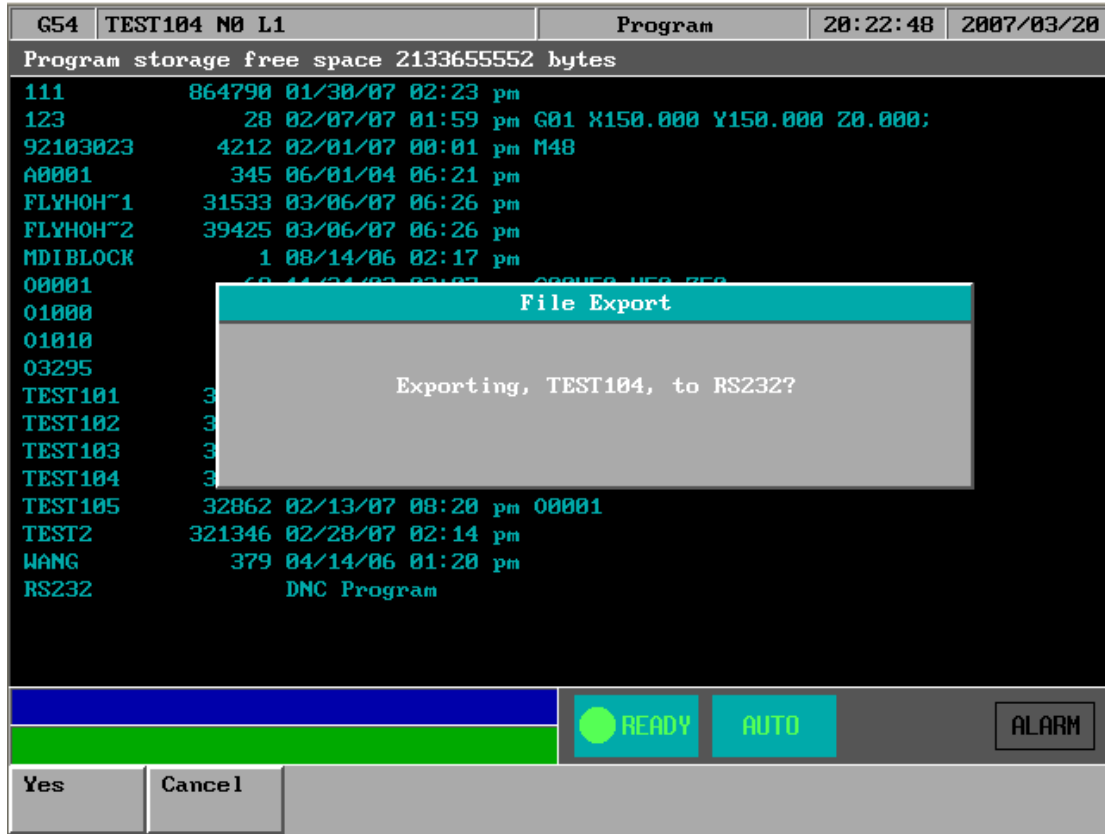 G54 TEST104 N0 L1 Program 20:22:48 2007/03/20
Program storage free space 2133655552 bytes
111 864790 01/30/07 02:23 pm
123 28 02/07/07 01:59 pm G01 X150.000 Y150.000 Z0.000;
92103023 4212 02/01/07 00:01 pm M48
A0001 345 06/01/04 06:21 pm
FLYHOH~1 31533 03/06/07 06:26 pm
FLYHOH~2 39425 03/06/07 06:26 pm
MDIBLOCK 1 08/14/06 02:17 pm
O0001
File Export
O1000
O1010
O3295
Exporting, TEST104, to RS232?
TEST101 3
TEST102 3
TEST103 3
TEST104 3
TEST105 32862 02/13/07 08:20 pm O0001
TEST2 321346 02/28/07 02:14 pm
WANG 379 04/14/06 01:20 pm
RS232 DNC Program
READY AUTO ALARM
Yes Cancel